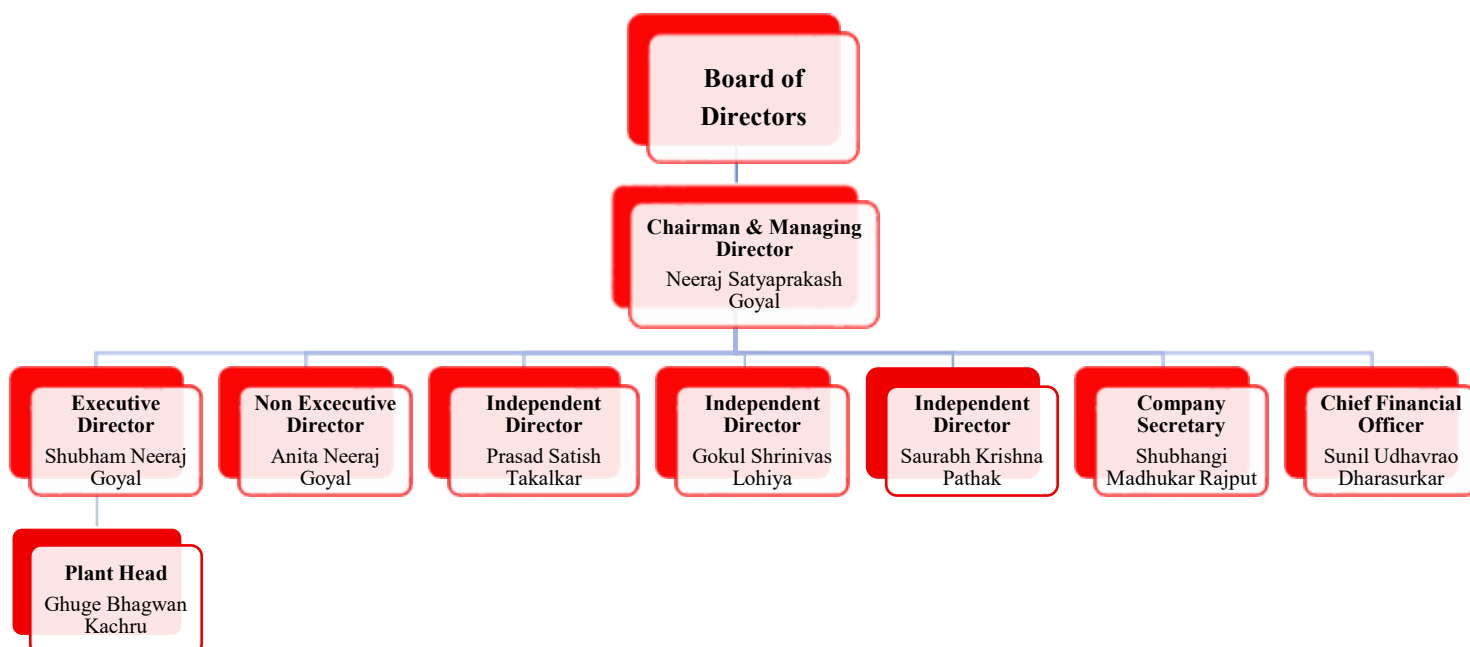 Board of
Directors
Chairman & Managing
Director
Neeraj Satyaprakash
Goyal
Executive
Director
Shubham Neeraj
Goyal
Non Excecutive
Director
Anita Neeraj
Goyal
Independent
Director
Prasad Satish
Takalkar
Independent
Director
Gokul Shrinivas
Lohiya
Independent
Director
Saurabh Krishna
Pathak
Company
Secretary
Shubhangi
Madhukar Rajput
Chief Financial
Officer
Sunil Udhavrao
Dharasurkar
Plant Head
Ghuge Bhagwan
Kachru